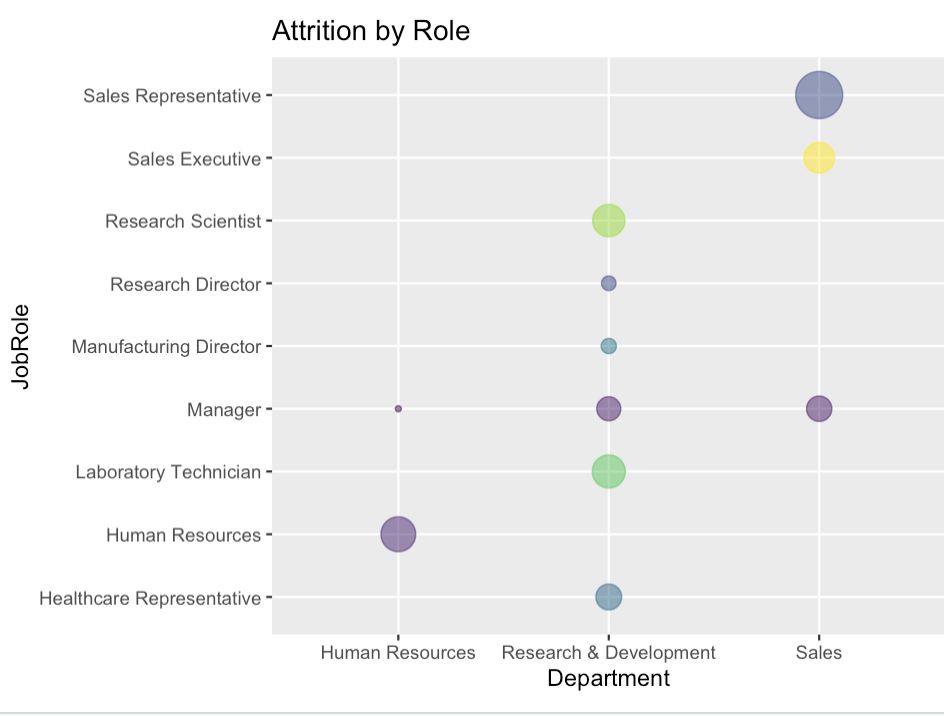 Attrition by Role
JobRole
Sales Representative
Sales Executive
Research Scientist
Research Director
Manufacturing Director
Manager
Laboratory Technician
Human Resources
Healthcare Representative
Human Resources
Research & Development
Sales
Department